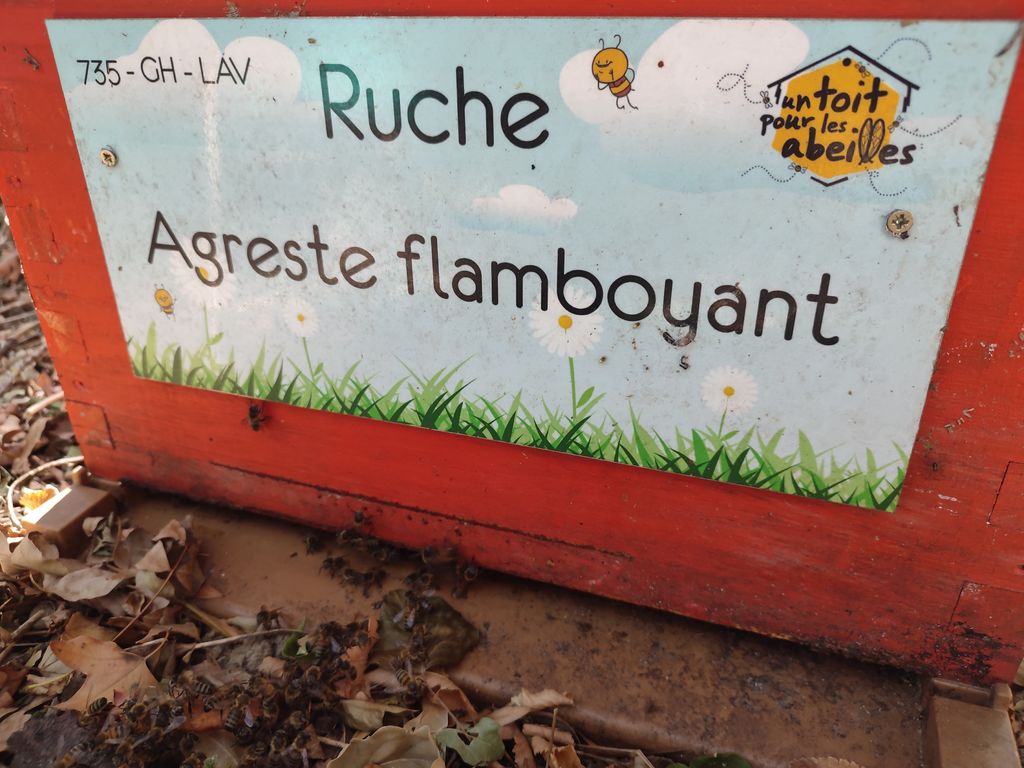 735 - GH - LAV
Ruche
un toit
pour les
abeilles
Agreste flamboyant